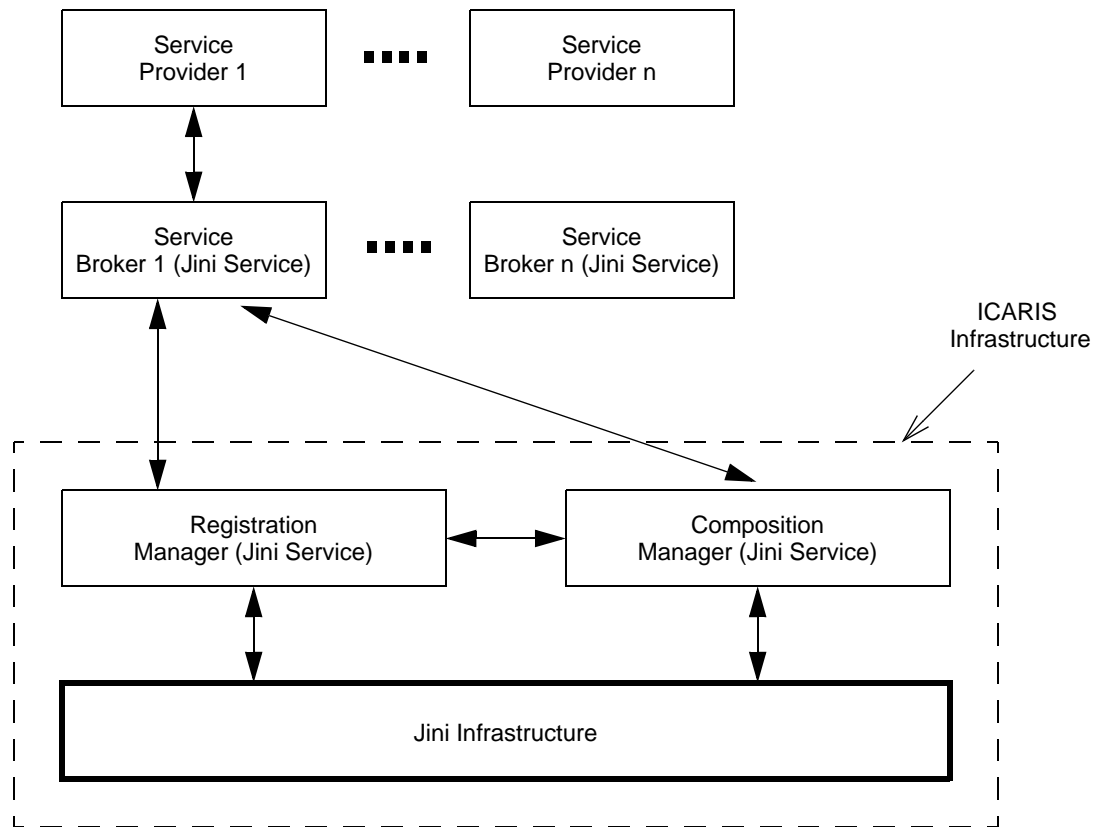 Service
Provider 1
Service
Provider n
Service
Broker 1 (Jini Service)
Service
Broker n (Jini Service)
ICARIS
Infrastructure
Registration
Manager (Jini Service)
Composition
Manager (Jini Service)
Jini Infrastructure